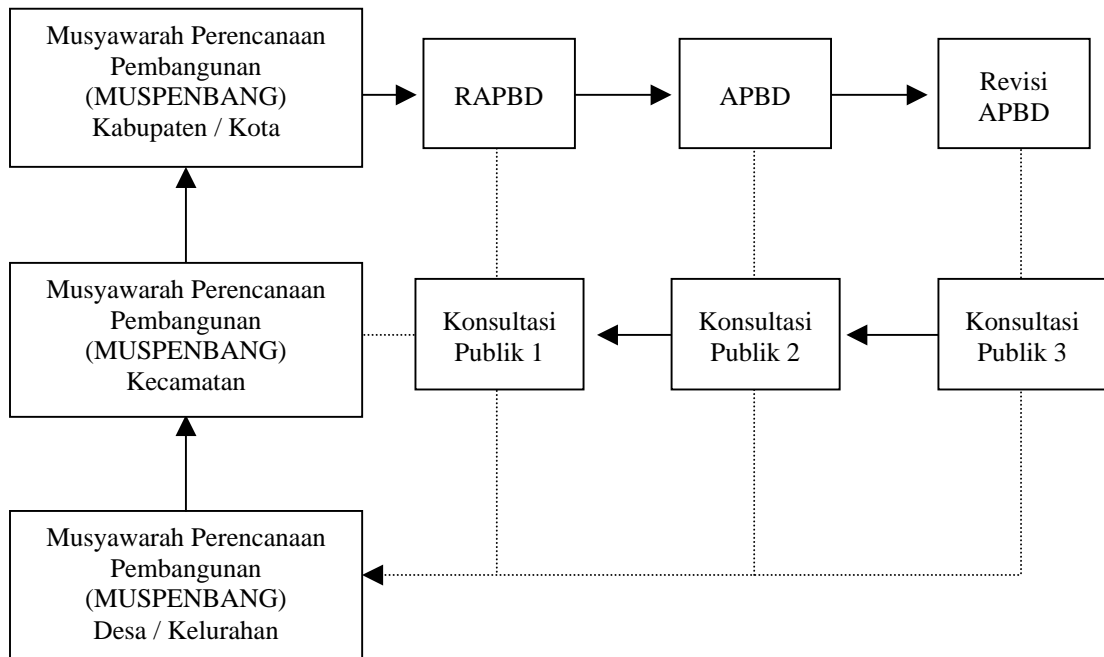 Musyawarah Perencanaan
Pembangunan
(MUSPENBANG)
Kabupaten / Kota
RAPBD
APBD
Revisi
APBD
Musyawarah Perencanaan
Pembangunan
(MUSPENBANG)
Kecamatan
Konsultasi
Publik 1
Konsultasi
Publik 2
Konsultasi
Publik 3
Musyawarah Perencanaan
Pembangunan
(MUSPENBANG)
Desa / Kelurahan